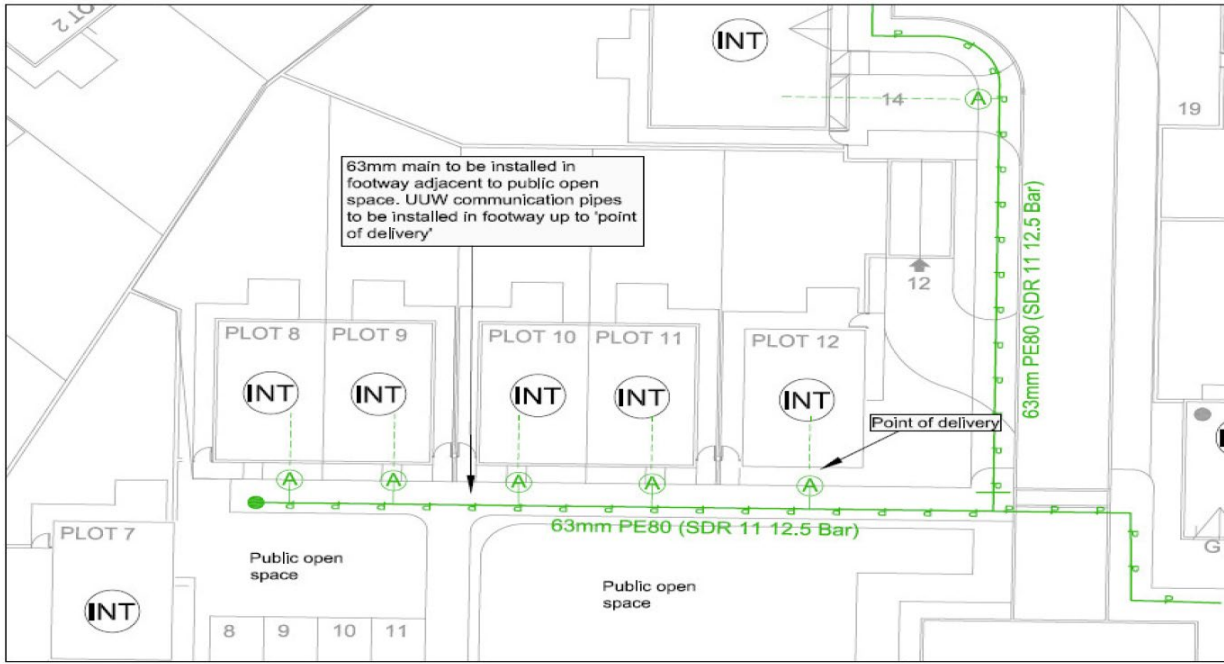 PLOT 2
INT
14
A
19
63mm main to be installed in
footway adjacent to public open
space. UUW communication pipes
to be installed in footway up to 'point
of delivery'
63mm PE80 (SDR 11 12.5 Bar)
12
PLOT 8
PLOT 9
PLOT 10
PLOT 11
PLOT 12
INT
INT
INT
INT
INT
Point of delivery
A
A
A
A
A
63mm PE80 (SDR 11 12.5 Bar)
PLOT 7
INT
Public open
space
Public open
space
8
9
10
11
G